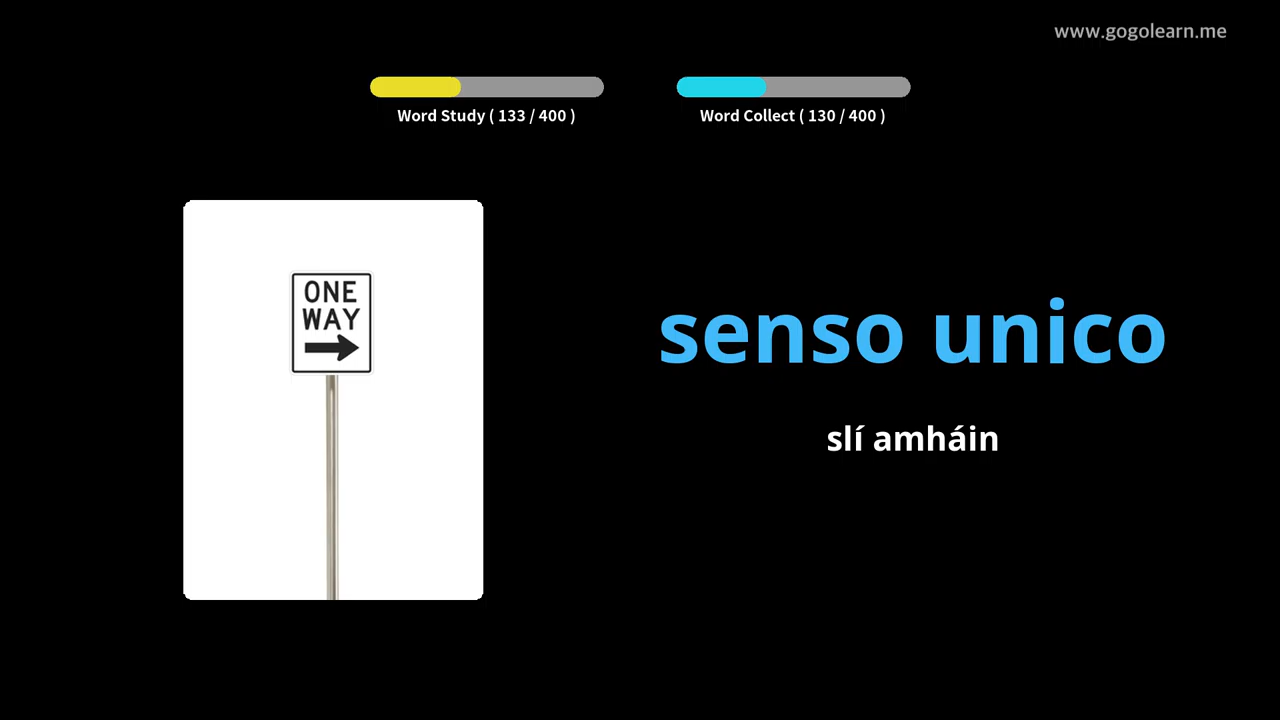 www.gogolearn.me
Word Study ( 133 / 400 )
Word Collect ( 130 / 400 )
ONE
WAY
senso unico
slí amháin